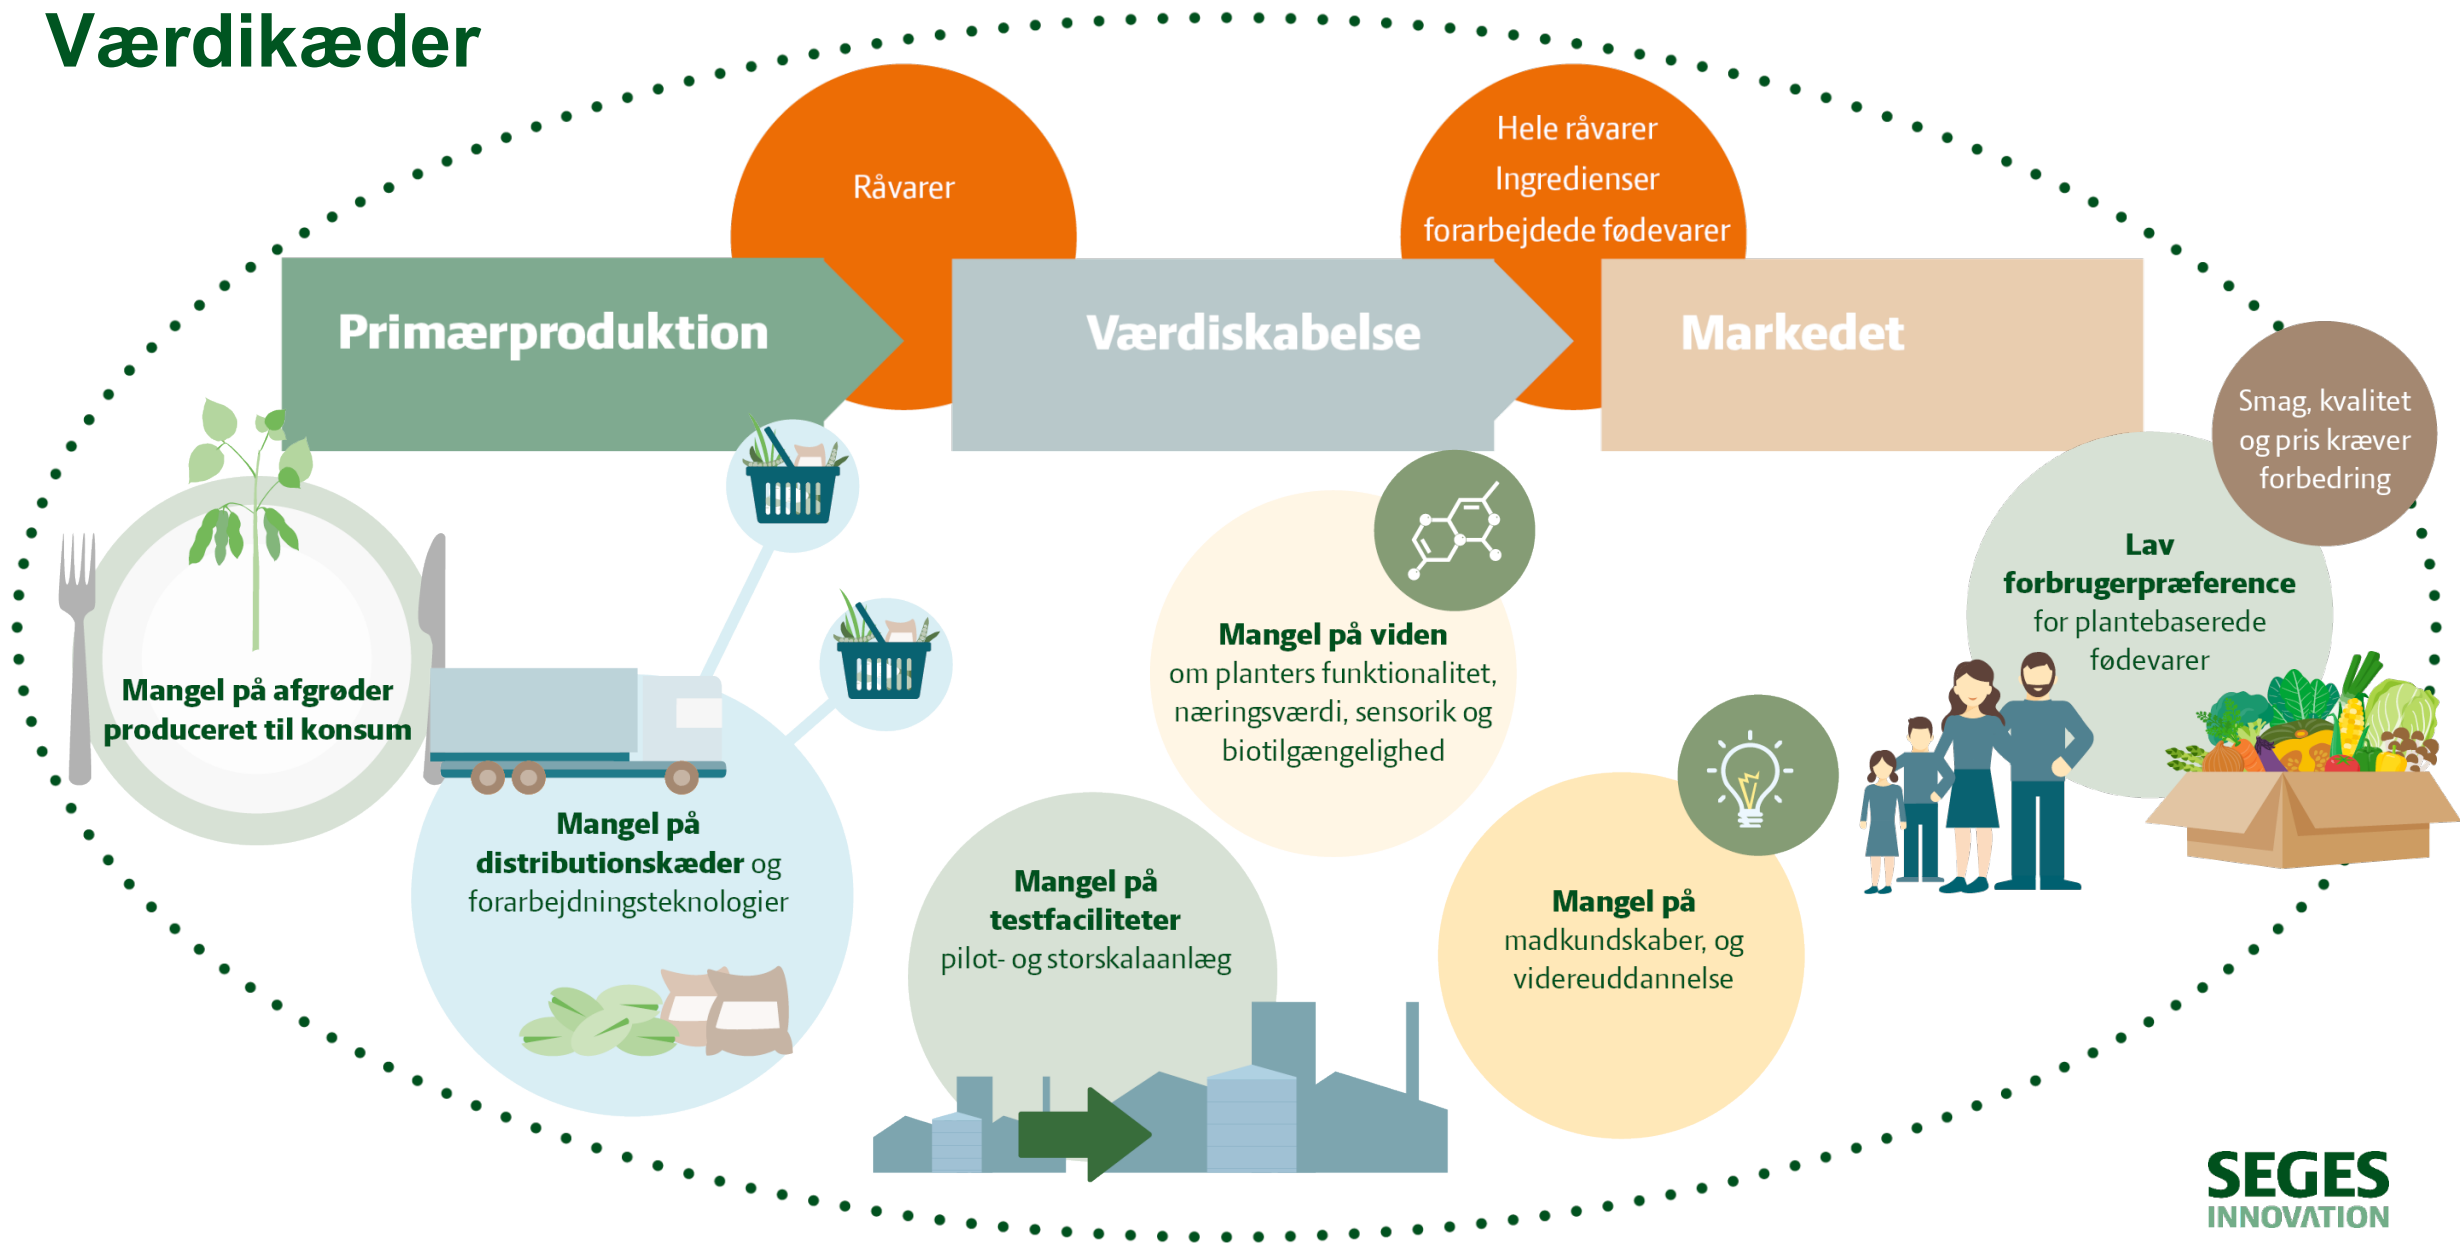 Værdikæder
Råvarer
Hele råvarer
Ingredienser
forarbejdede fødevarer
Primærproduktion
Værdiskabelse
Markedet
Smag, kvalitet
og pris kræver
forbedring
Mangel på afgrøder
produceret til konsum
Mangel på
distributionskæder og
forarbejdningsteknologier
Mangel på
testfaciliteter
pilot- og storskalaanlæg
Mangel på viden
om planters funktionalitet,
næringsværdi, sensorik og
biotilgængelighed
Mangel på
madkundskaber, og
videreuddannelse
Lav
forbrugerpræference
for plantebaserede
fødevarer
SEGES
INNOVATION